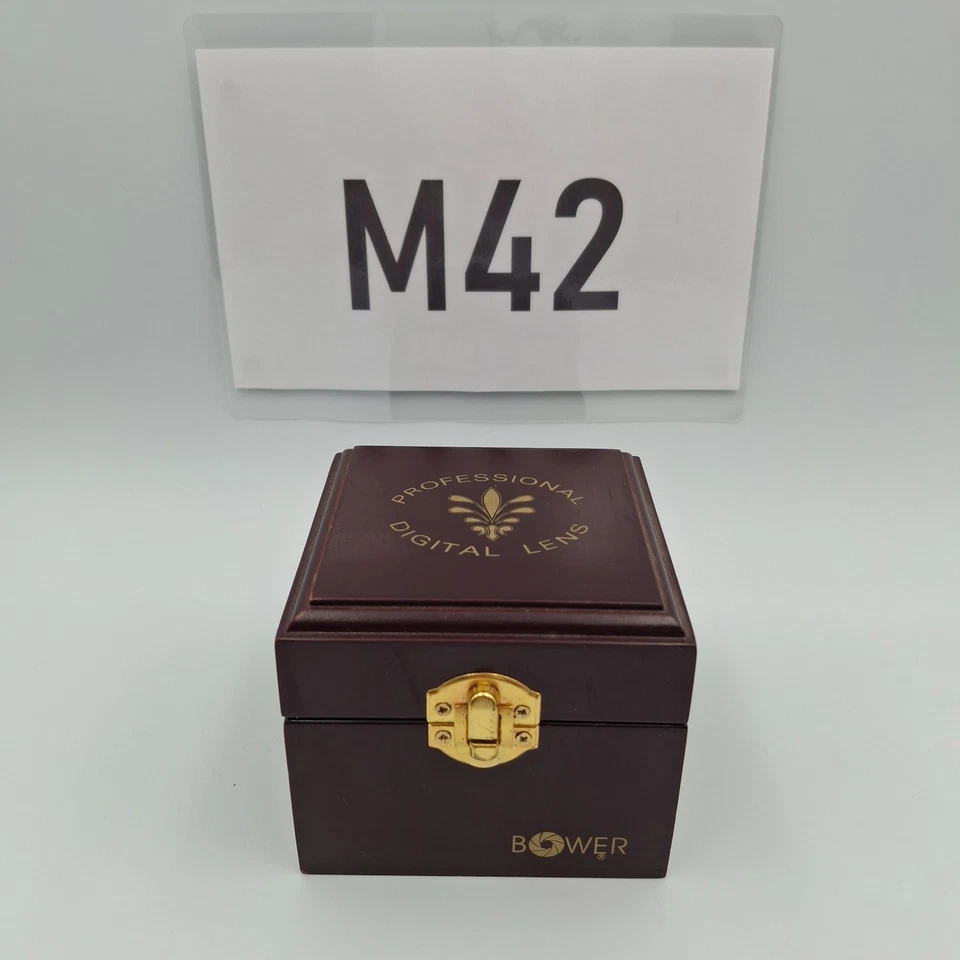 M42
PROFESSIONAL
DIGITAL LENS
BOWER®